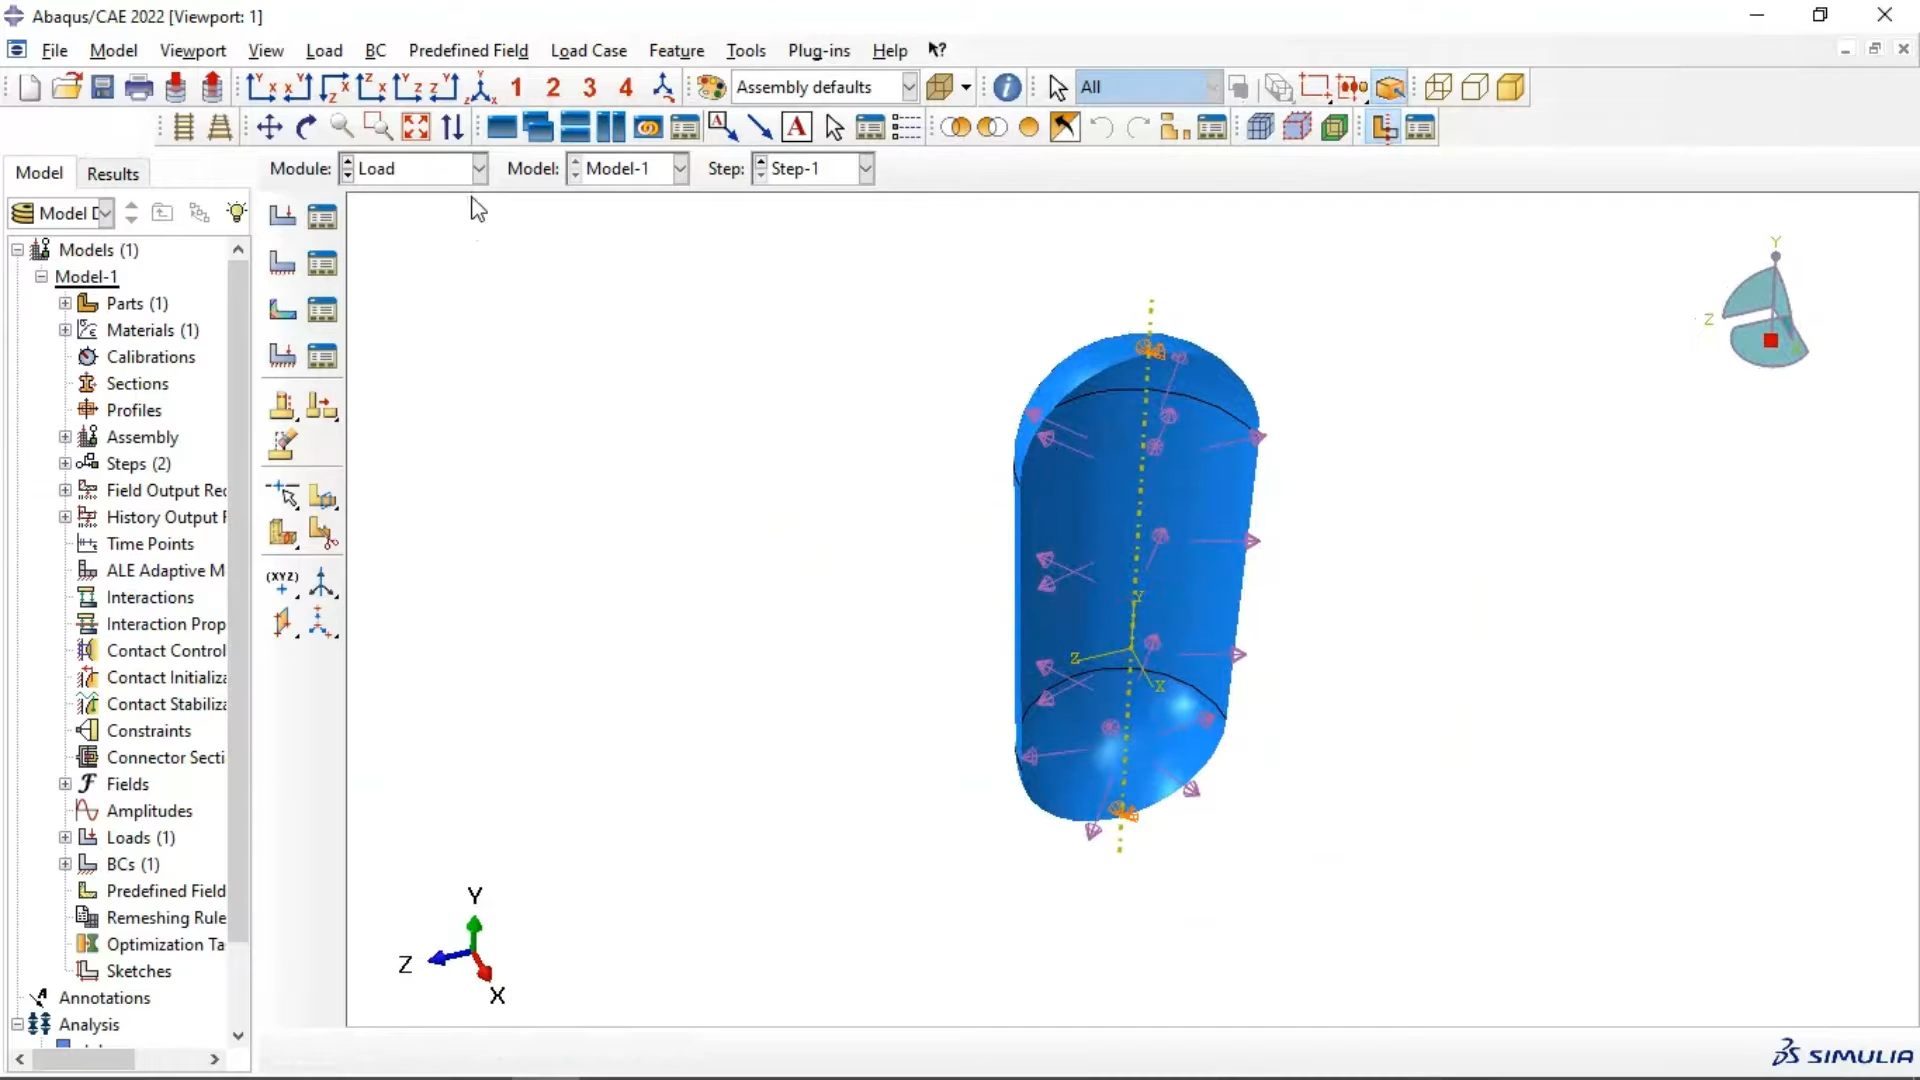 Abaqus/CAE 2022 [Viewport: 1]
File Model Viewport View Load BC Predefined Field Load Case Feature Tools Plug-ins Help
1 2 3 4 Assembly defaults All
Model Results
Module: Load Model: Model-1 Step: Step-1
Model D
Models (1)
Model-1
Parts (1)
Materials (1)
Calibrations
Sections
Profiles
Assembly
Steps (2)
Field Output Rec
History Output F
Time Points
ALE Adaptive M
Interactions
Interaction Prop
Contact Control
Contact Initializa
Contact Stabiliza
Constraints
Connector Secti
Fields
Amplitudes
Loads (1)
BCs (1)
Predefined Field
Remeshing Rule
Optimization Ta
Sketches
Annotations
Analysis
(XYZ)
Y
Z
Y
Z
X
Y
Z
X
SIMULIA